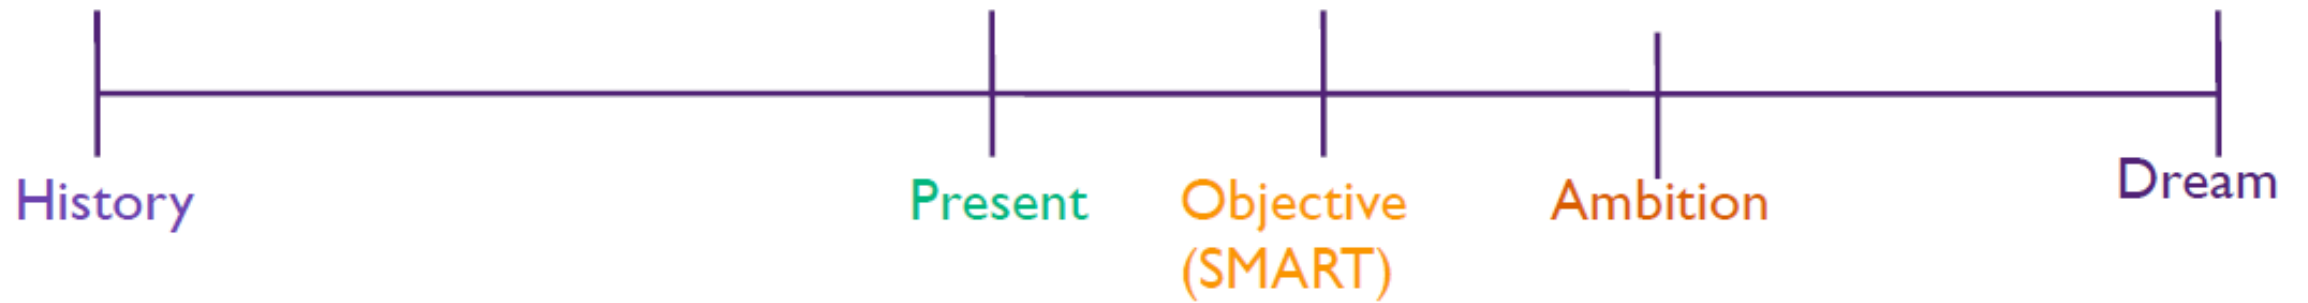 History
Present
Objective
(SMART)
Ambition
Dream